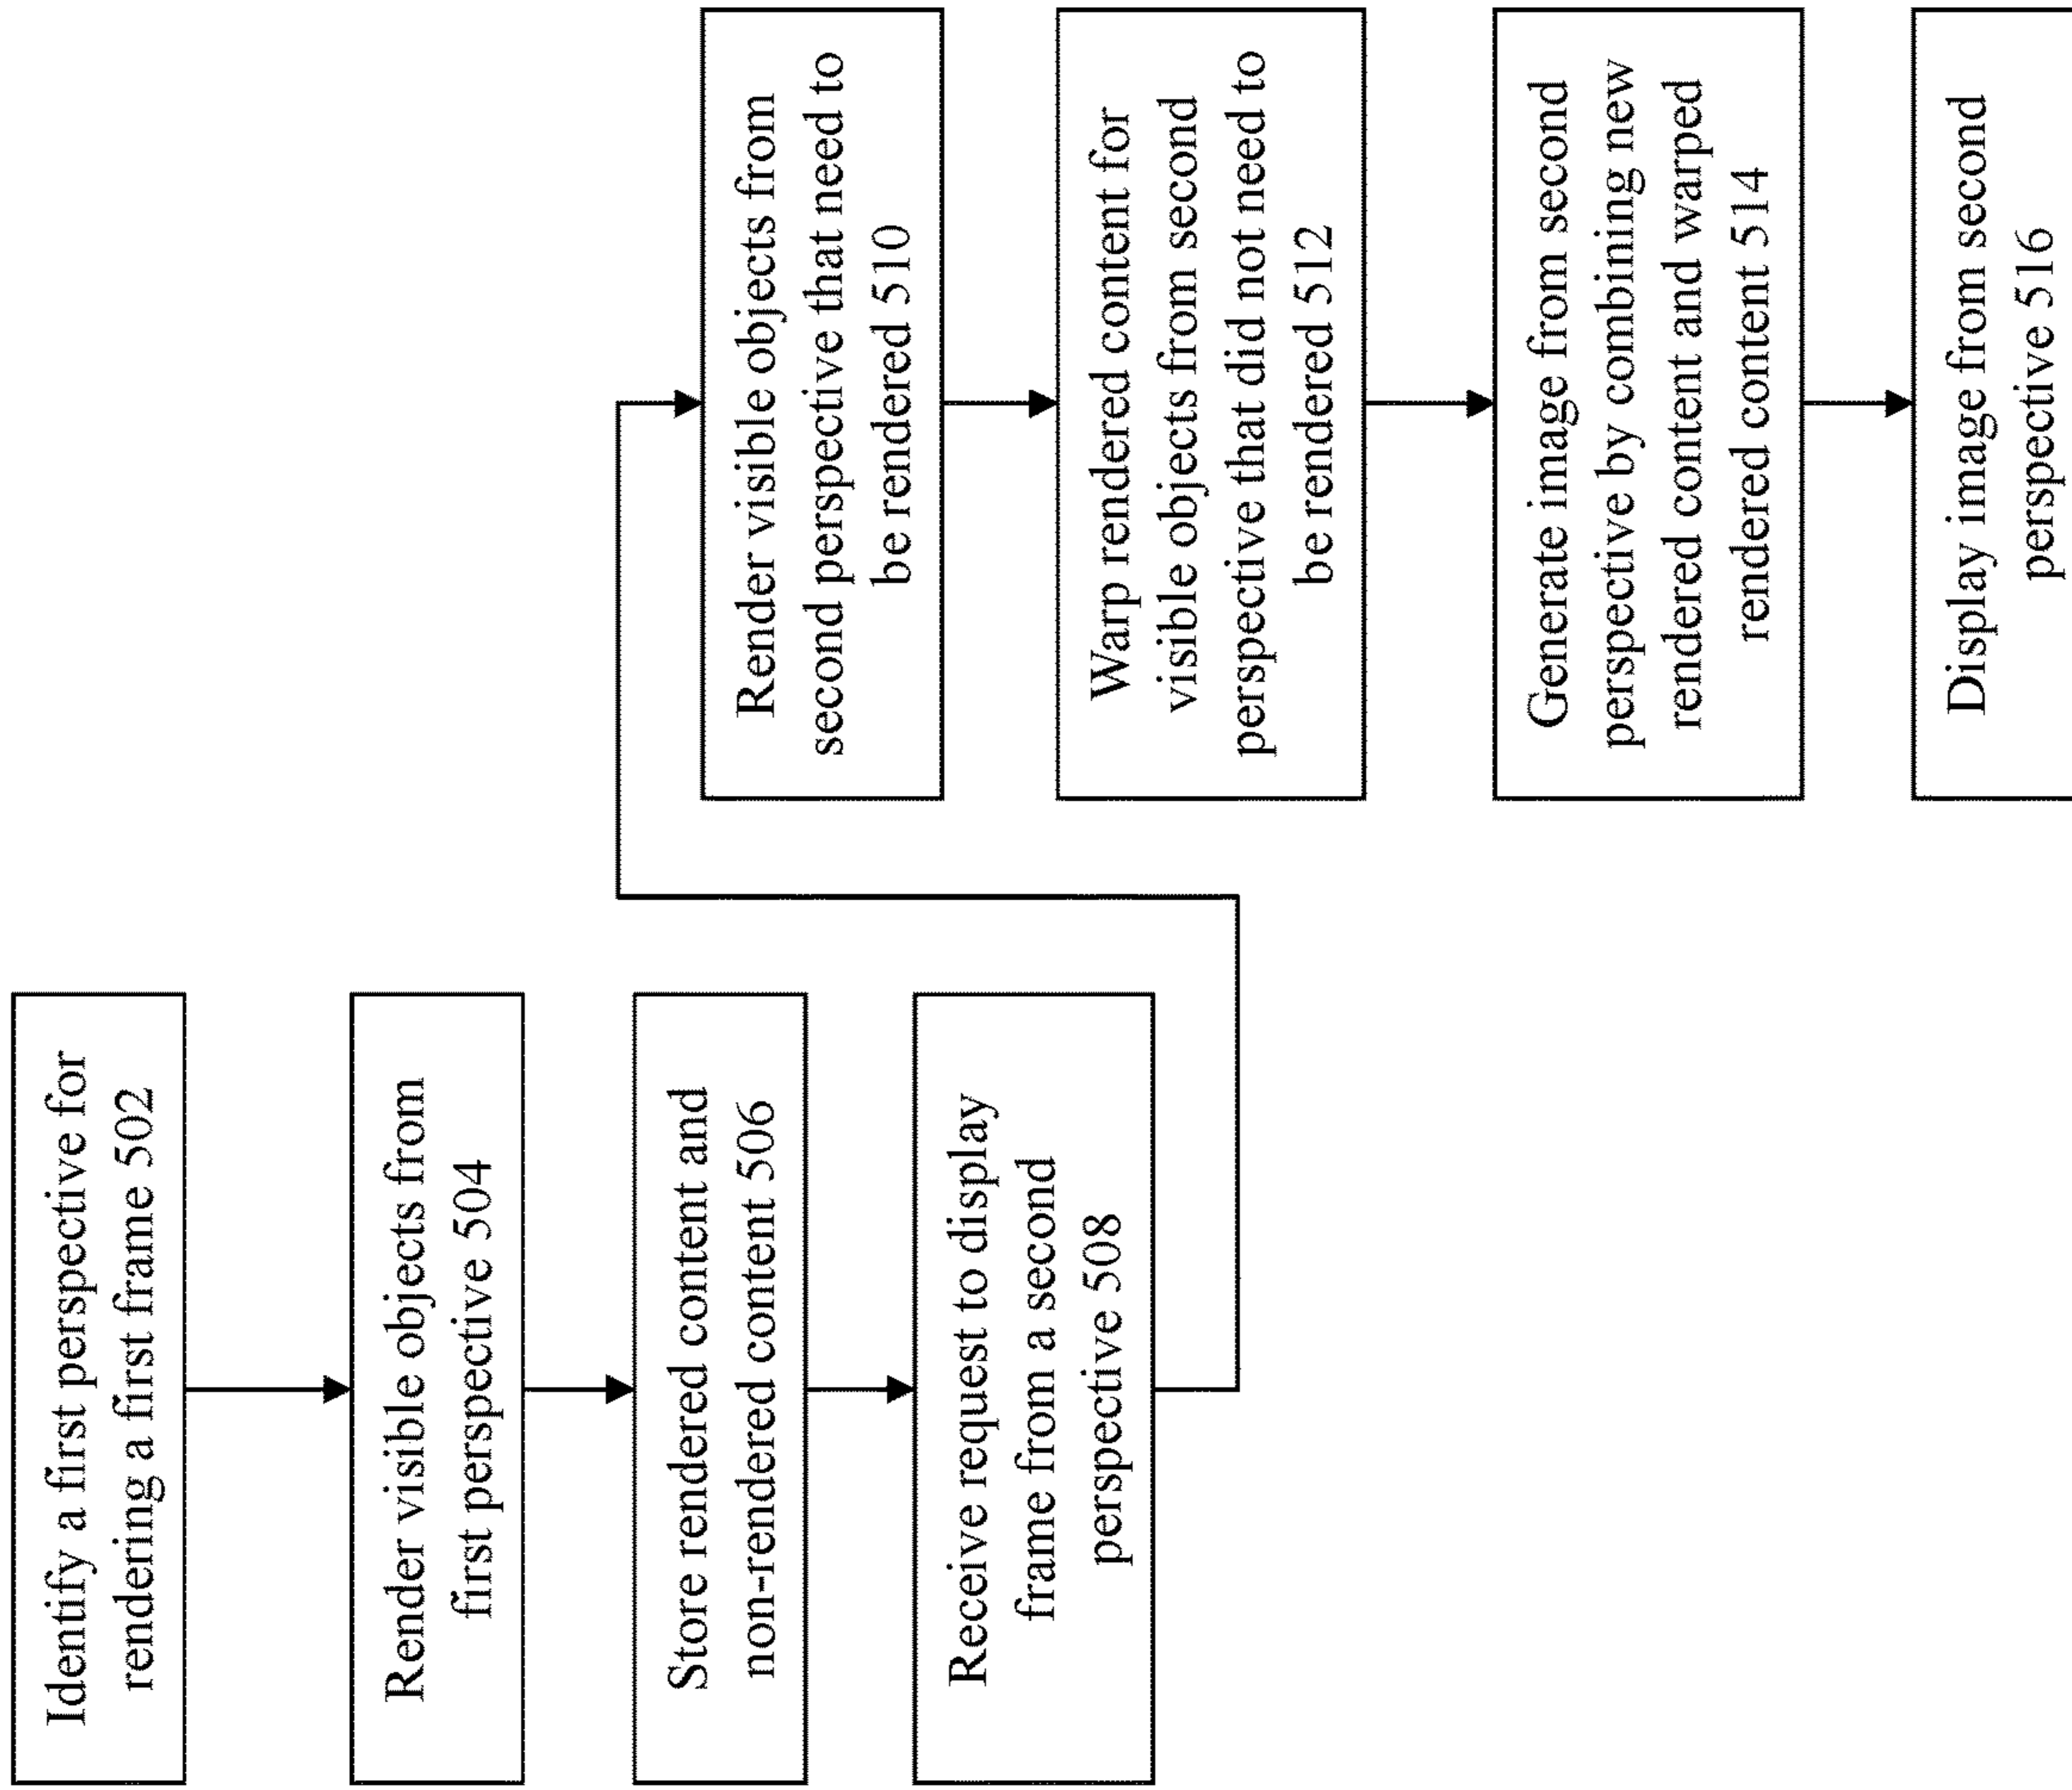 Identify a first perspective for
rendering a first frame 502
Render visible objects from
first perspective 504
Store rendered content and
non-rendered content 506
Receive request to display
frame from a second
perspective 508
Render visible objects from
second perspective that need to
be rendered 510
Warp rendered content for
visible objects from second
perspective that did not need to
be rendered 512
Generate image from second
perspective by combining new
rendered content and warped
rendered content 514
Display image from second
perspective 516